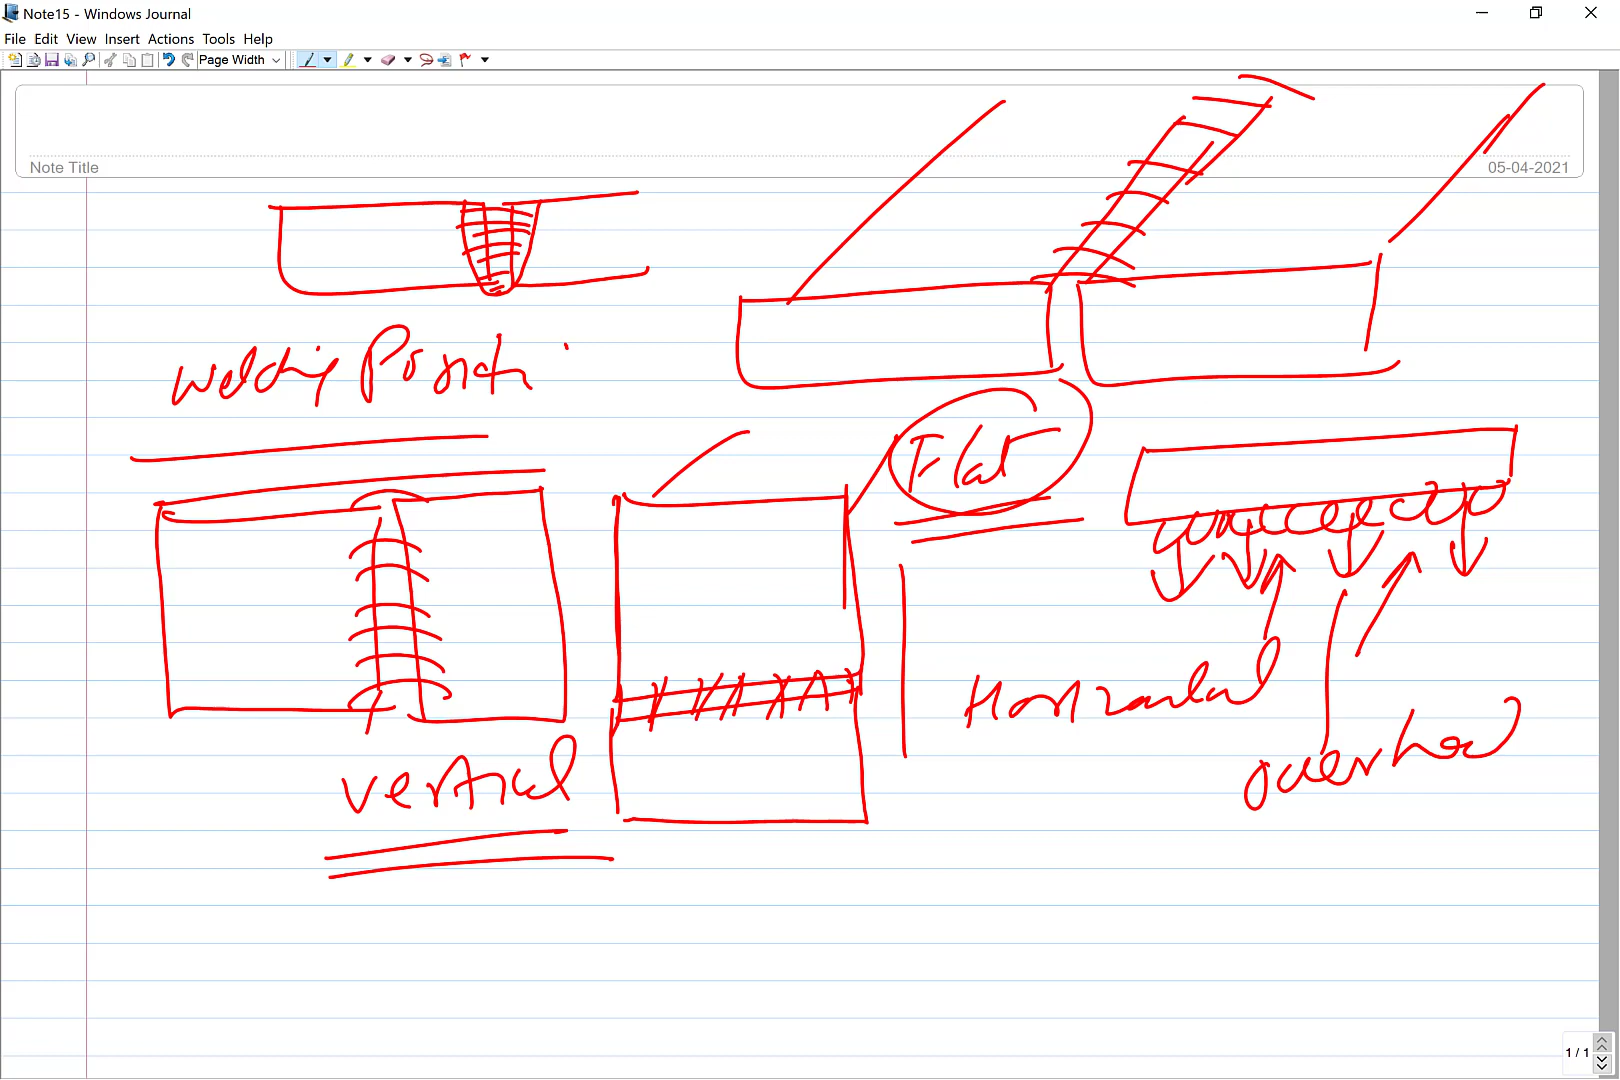 Note15 - Windows Journal
File Edit View Insert Actions Tools Help
Page Width
Note Title
05-04-2021
Welding
Flat
Horizontal
vertical
overhead
1 / 1